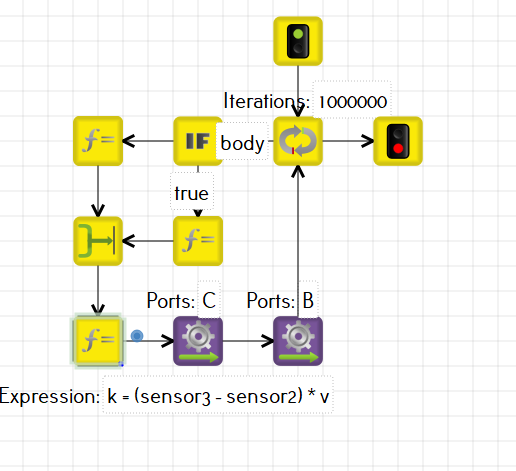 Iterations: 1000000
f= IF body
true
f=
Ports: C Ports: B
f=
Expression: k = (sensor3 - sensor2) * v